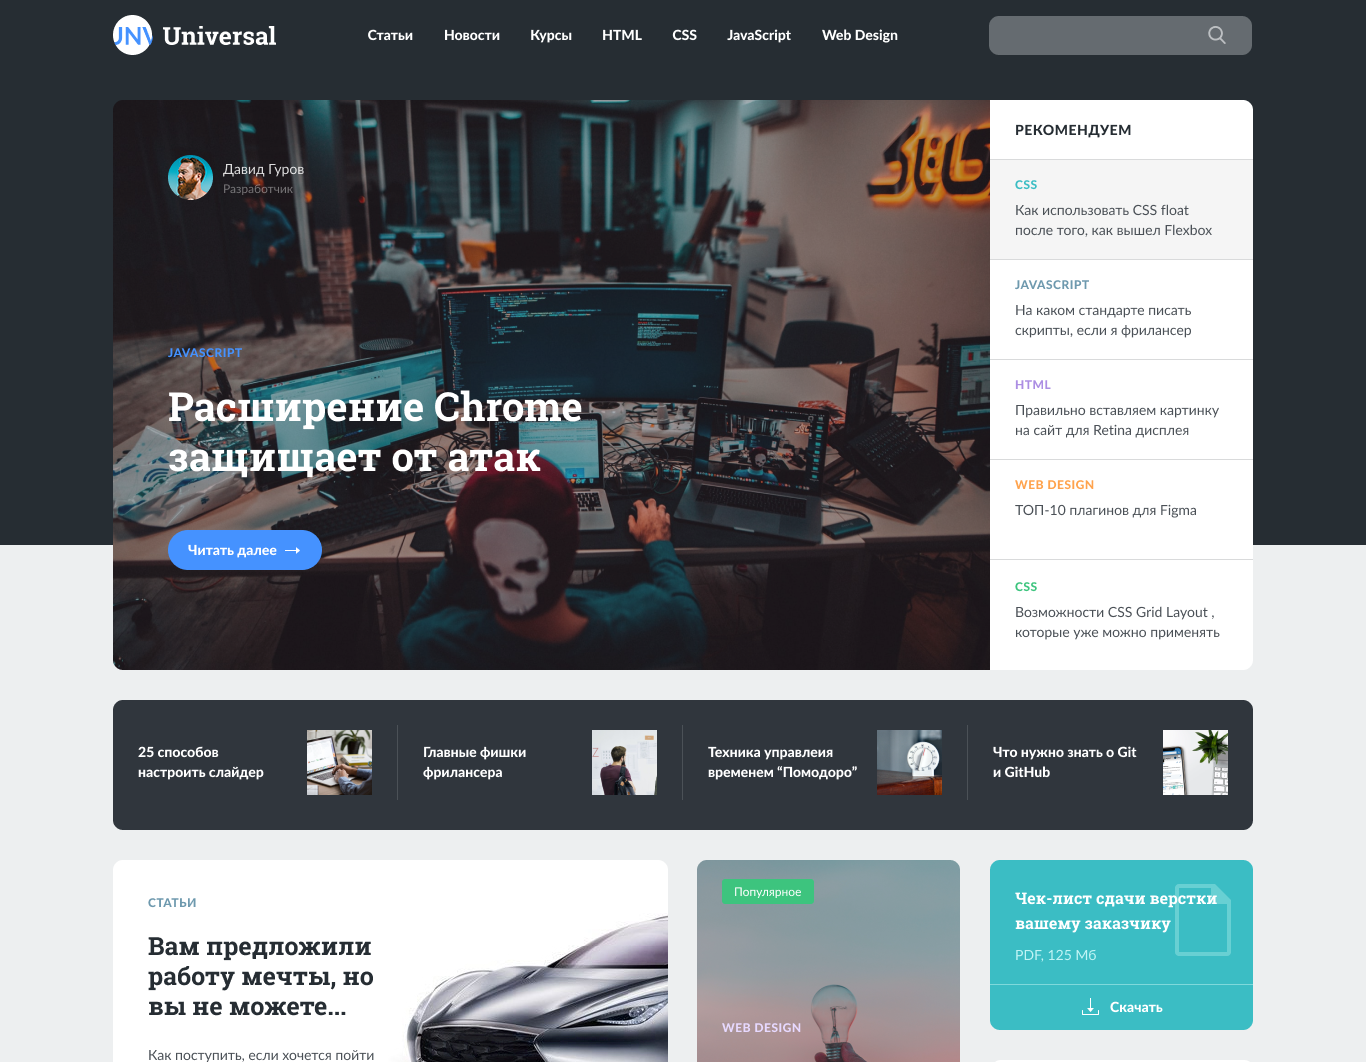 UNV Universal
Статьи
Новости
Курсы
HTML
CSS
JavaScript
Web Design
Давид Гуров
Разработчик
JAVASCRIPT
Расширение Chrome
защищает от атак
Читать далее →
РЕКОМЕНДУЕМ
CSS
Как использовать CSS float
после того, как вышел Flexbox
JAVASCRIPT
На каком стандарте писать
скрипты, если я фрилансер
HTML
Правильно вставляем картинку
на сайт для Retina дисплея
WEB DESIGN
ТОП-10 плагинов для Figma
CSS
Возможности CSS Grid Layout ,
которые уже можно применять
25 способов
настроить слайдер
Главные фишки
фрилансера
Техника управлеия
временем “Помодоро”
Что нужно знать о Git
и GitHub
СТАТЬИ
Вам предложили
работу мечты, но
вы не можете...
Как поступить, если хочется пойти
Популярное
WEB DESIGN
Чек-лист сдачи верстки
вашему заказчику
PDF, 125 Мб
Скачать